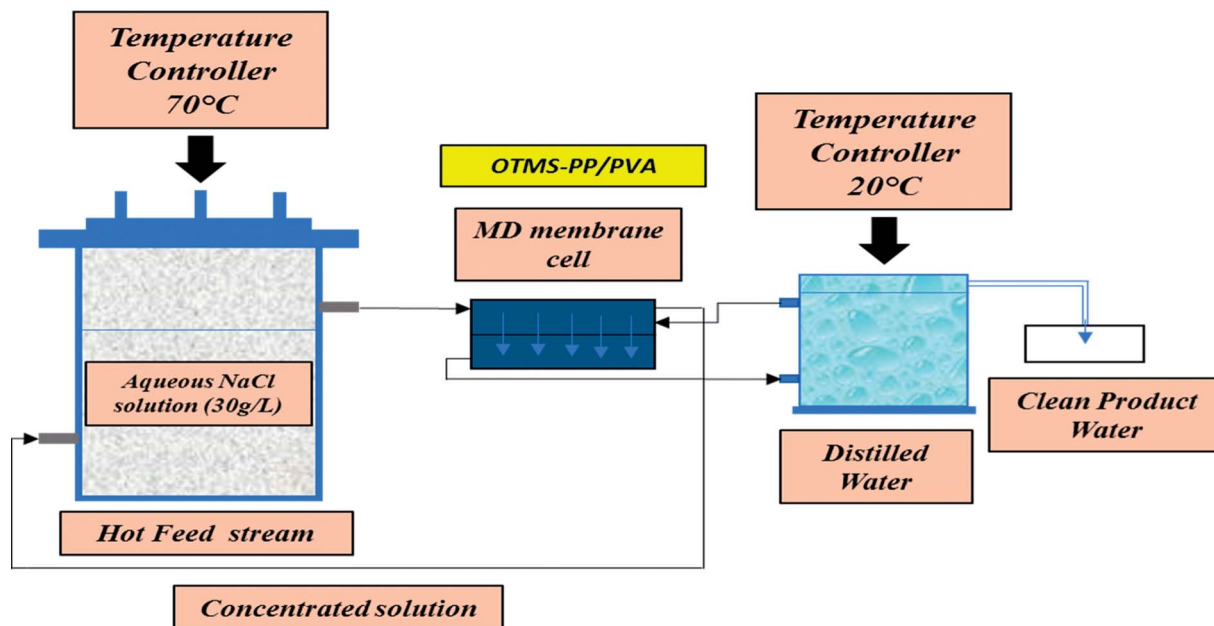 Temperature
Controller
70°C
Temperature
Controller
20°C
OTMS-PP/PVA
MD membrane
cell
Aqueous NaCl
solution (30g/L)
Clean Product
Water
Distilled
Water
Hot Feed stream
Concentrated solution